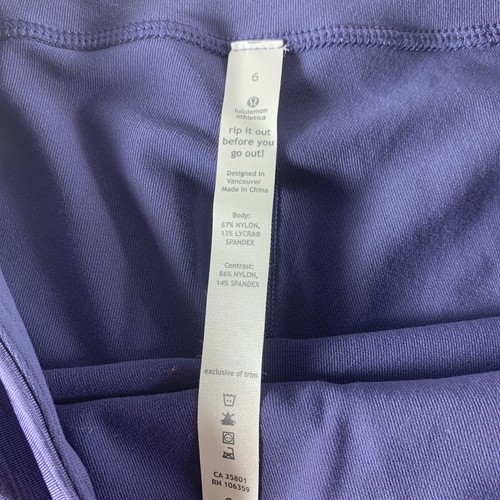 6
lululemon
athletica
rip it out
before you
go out!
Designed in
Vancouver
Made in China
Body:
87% NYLON,
13% LYCRA®
SPANDEX
Contrast:
86% NYLON,
14% SPANDEX
exclusive of trim
CA 35801
RN 106359